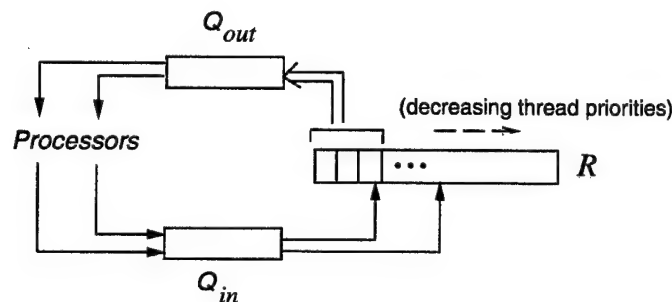 Q_out
(decreasing thread priorities)
Processors
•••
R
Q_in